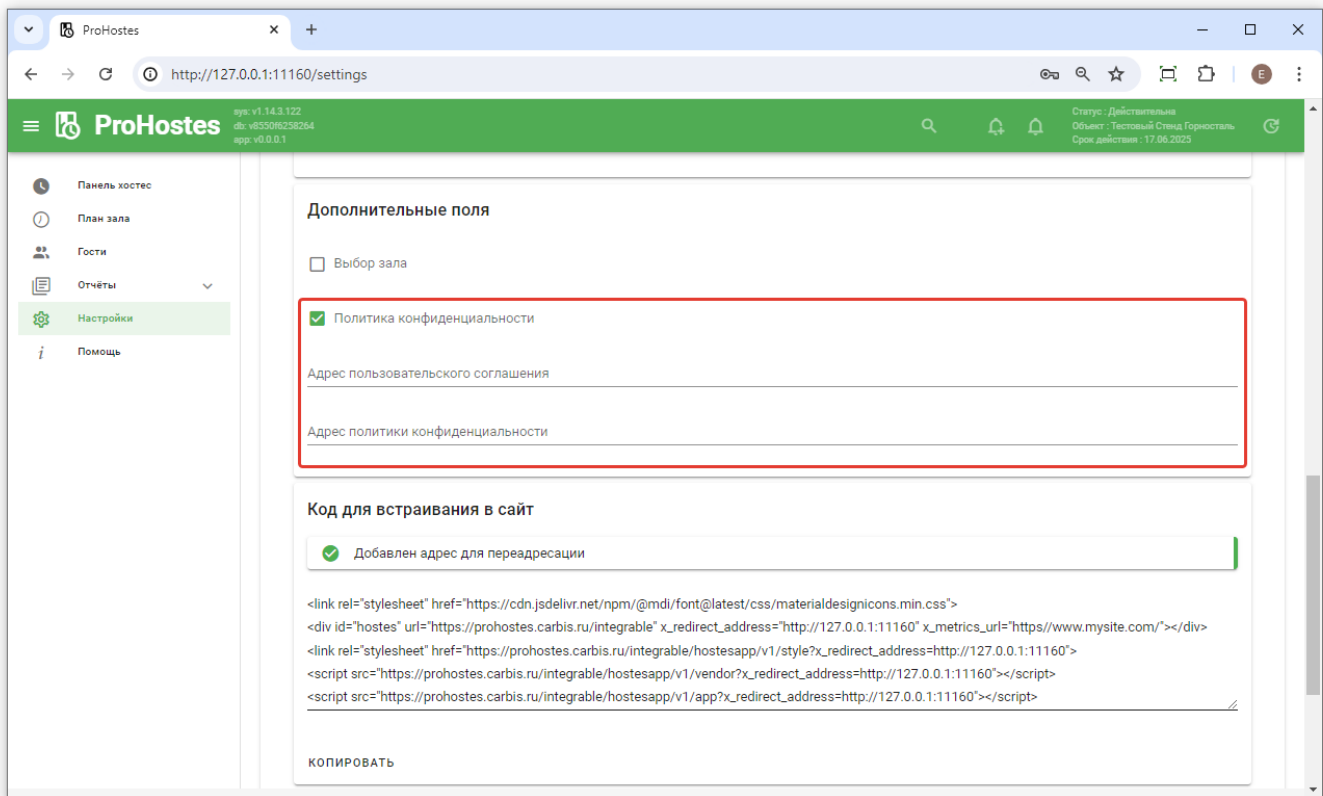 ProHostes
http://127.0.0.1:11160/settings
E
ProHostes
sys: v1.14.3.122
db: v8550f6258264
app: v0.0.0.1
Статус : Действительна
Объект : Тестовый Стенд Горносталь
Срок действия : 17.06.2025
Панель хостес
План зала
Гости
Отчёты
Настройки
Помощь
Дополнительные поля
Выбор зала
Политика конфиденциальности
Адрес пользовательского соглашения
Адрес политики конфиденциальности
Код для встраивания в сайт
Добавлен адрес для переадресации
<link rel="stylesheet" href="https://cdn.jsdelivr.net/npm/@mdi/font@latest/css/materialdesignicons.min.css">
<div id="hostes" url="https://prohostes.carbis.ru/integrable" x_redirect_address="http://127.0.0.1:11160" x_metrics_url="https//www.mysite.com/"></div>
<link rel="stylesheet" href="https://prohostes.carbis.ru/integrable/hostesapp/v1/style?x_redirect_address=http://127.0.0.1:11160">
<script src="https://prohostes.carbis.ru/integrable/hostesapp/v1/vendor?x_redirect_address=http://127.0.0.1:11160"></script>
<script src="https://prohostes.carbis.ru/integrable/hostesapp/v1/app?x_redirect_address=http://127.0.0.1:11160"></script>
КОПИРОВАТЬ